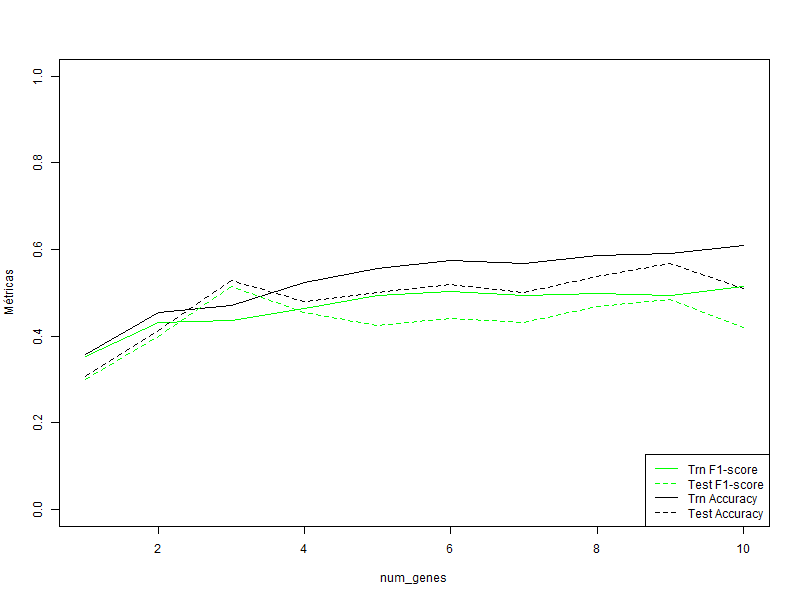 Métricas
1.0
0.8
0.6
0.4
0.2
0.0
Trn F1-score
Test F1-score
Trn Accuracy
Test Accuracy
2
4
6
8
10
num_genes